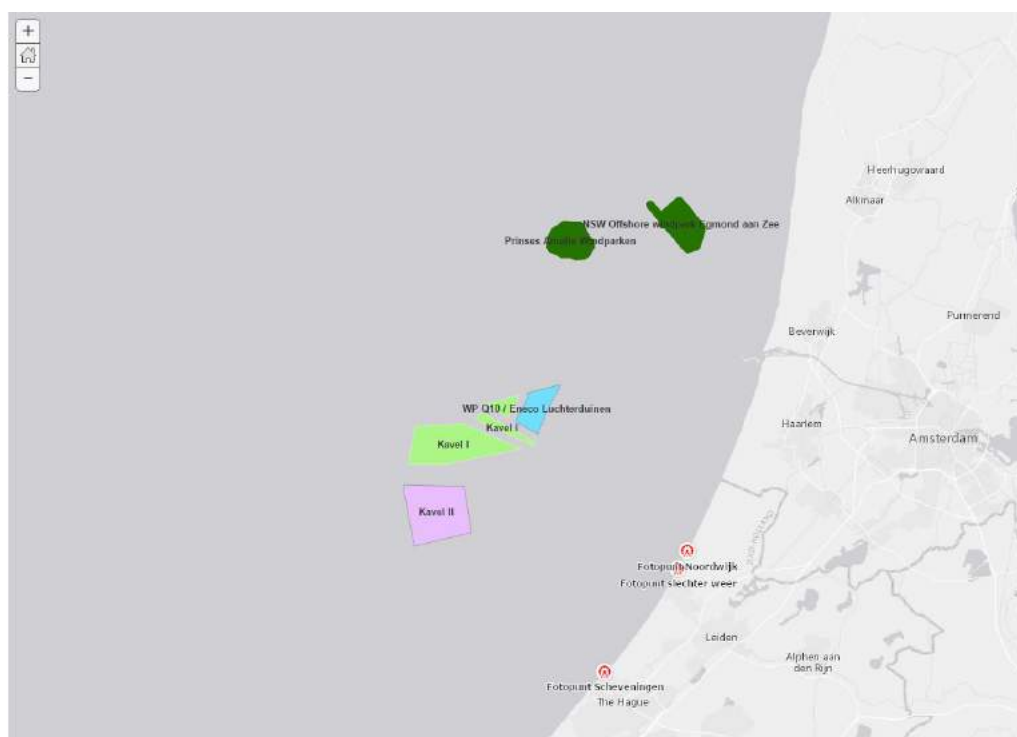 +
−
Heerhugowaard
Alkmaar
NSW Offshore windpark Egmond aan Zee
Prinses Amalia Windparken
Purmerend
Beverwijk
WP Q10 / Eneco Luchterduinen
Kavel I
Haarlem
Kavel I
Amsterdam
Kavel II
Fotopunt Noordwijk
Fotopunt slechter weer
Leiden
Alphen aan
den Rijn
Fotopunt Scheveningen
The Hague